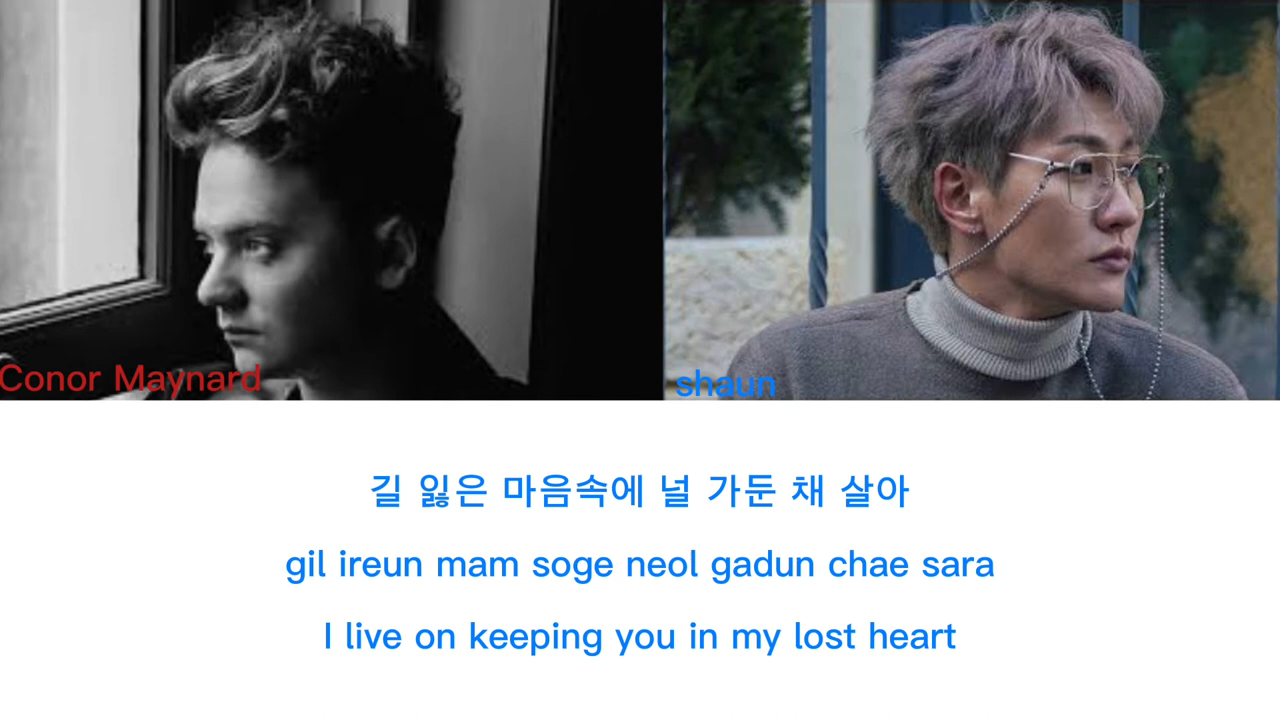 Conor Maynard
shaun
길 잃은 마음속에 널 가둔 채 살아
gil ireun mam soge neol gadun chae sara
I live on keeping you in my lost heart